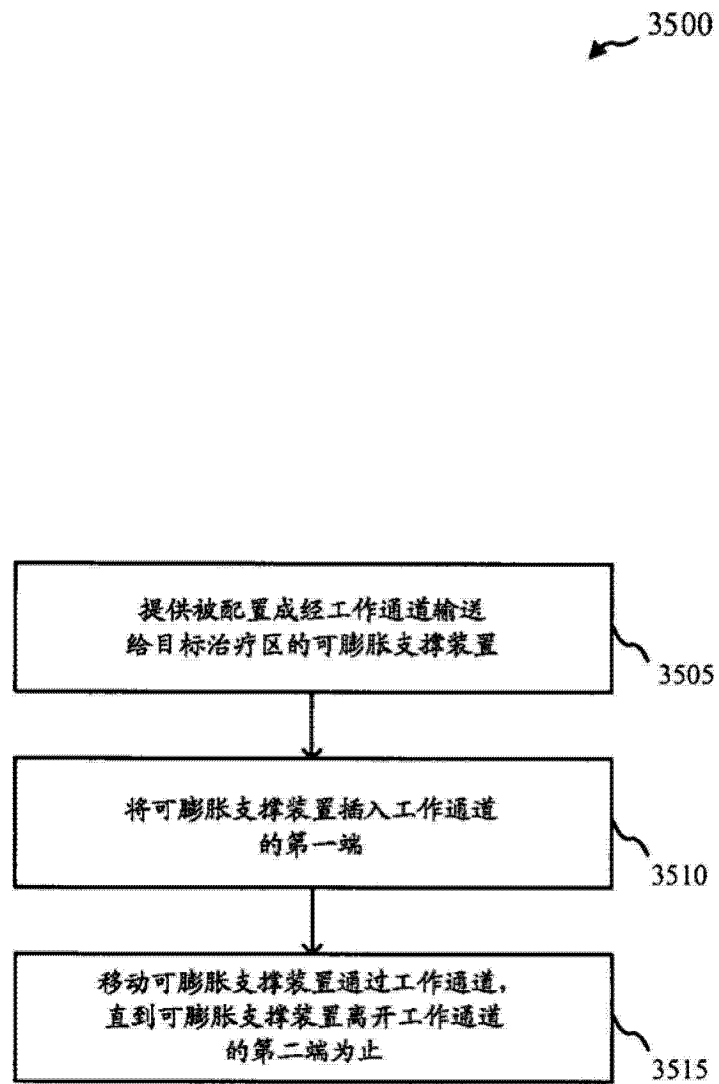 3500
提供被配置成经工作通道输送
给目标治疗区的可膨胀支撑装置
3505
将可膨胀支撑装置插入工作通道
的第一端
3510
移动可膨胀支撑装置通过工作通道，
直到可膨胀支撑装置离开工作通道
的第二端为止
3515